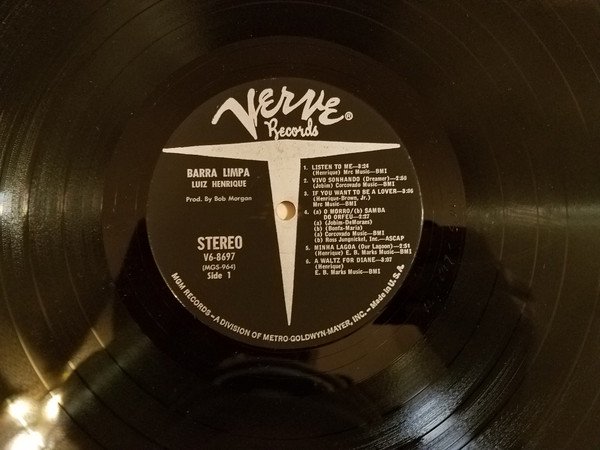 Verve®
Records
BARRA LIMPA
LUIZ HENRIQUE
Prod. By Bob Morgan
STEREO
V6-8697
(MGS-964)
Side 1
1. LISTEN TO ME—2:24
(Henrique) Mrc Music—BMI
2. VIVO SONHANDO (Dreamer)—2:50
(Jobim) Corcovado Music—BMI
3. IF YOU WANT TO BE A LOVER—3:06
(Henrique-Brown, Jr.)
Mrc Music—BMI
4. (a) O MORRO/(b) SAMBA
DO ORFEU—2:27
(a) (Jobim-DeMoraes)
(b) (Bonfa-Maria)
(a) Corcovado Music—BMI
(b) Ross Jungnickel, Inc.—ASCAP
5. MINHA LAGOA (Our Lagoon)—2:54
(Henrique) E. B. Marks Music—BMI
6. A WALTZ FOR DIANE—3:07
(Henrique)
E. B. Marks Music—BMI
MGM RECORDS—A DIVISION OF METRO-GOLDWYN-MAYER, INC.—Made in U.S.A.